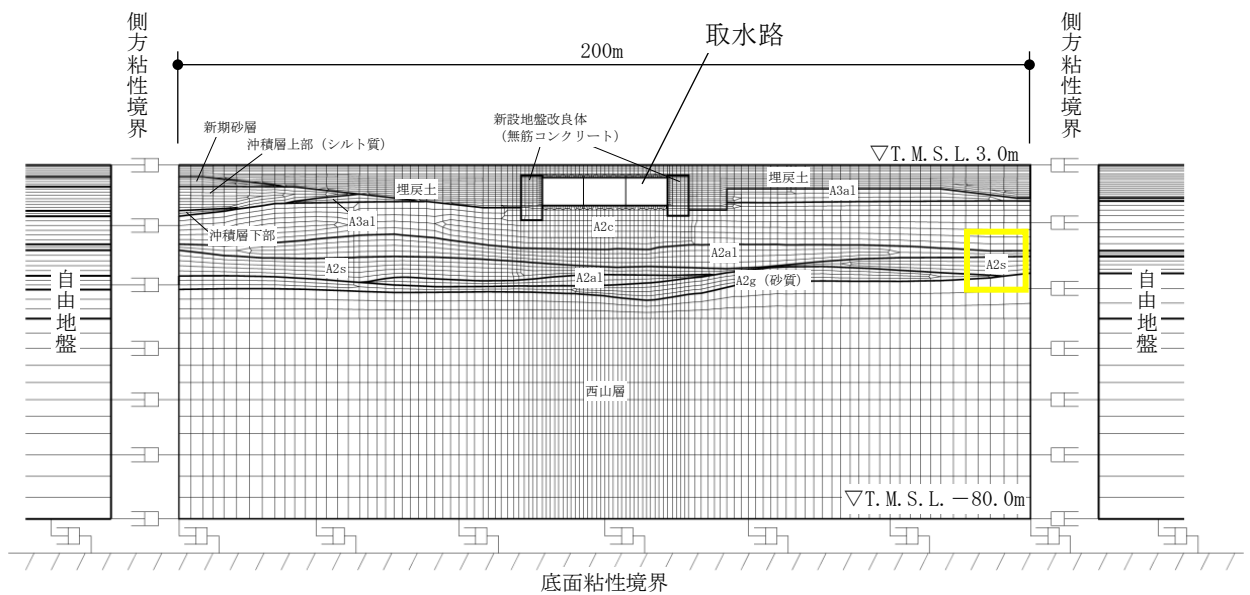 側方粘性境界
側方粘性境界
取水路
200m
新設地盤改良体
(無筋コンクリート)
新期砂層
沖積層上部（シルト質）
▽T.M.S.L.3.0m
埋戻土
埋戻土
A3al
A3al
沖積層下部
A2c
A2al
A2s
A2s
A2al
A2g（砂質）
自由地盤
自由地盤
西山層
▽T.M.S.L.－80.0m
底面粘性境界